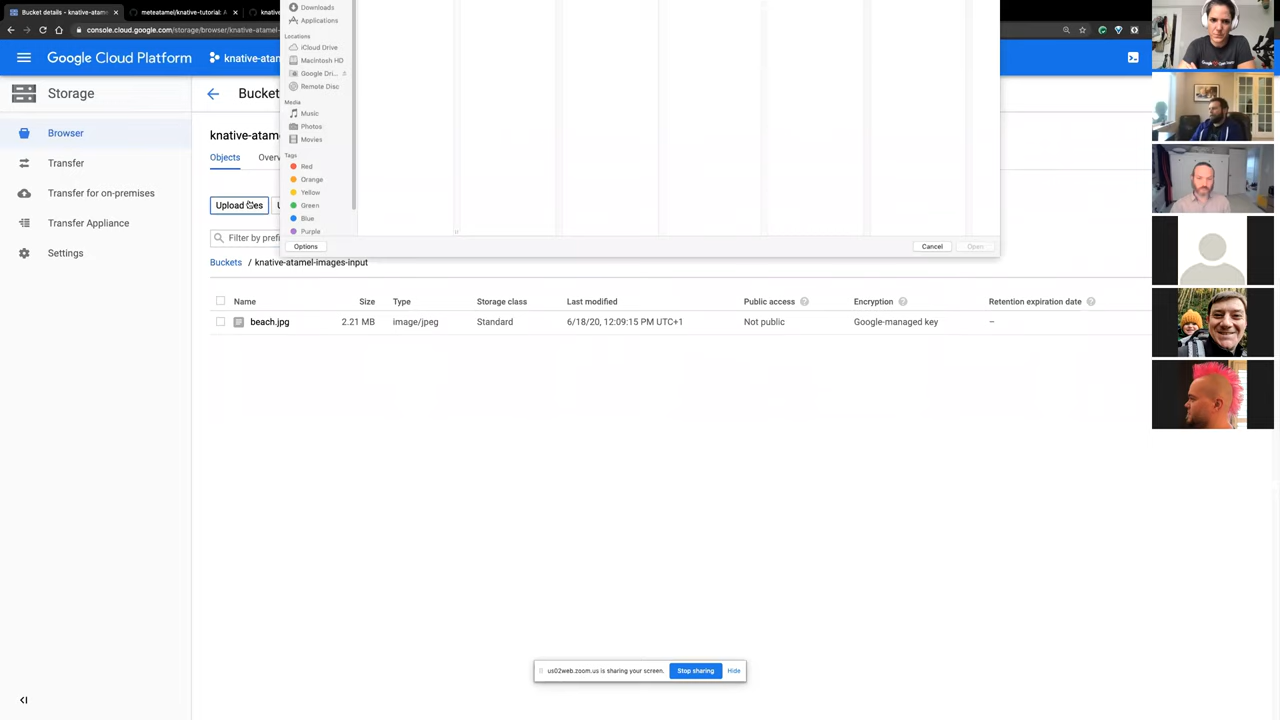 Bucket details - knative-atame
meteatamel/knative-tutorial: A
knativ
console.cloud.google.com/storage/browser/knative-atamel-
Google Cloud Platform
knative-atam
Storage
Bucket
Browser
Transfer
Transfer for on-premises
Transfer Appliance
Settings
knative-atame
Objects
Overv
Upload files
U
Filter by prefi
Downloads
Applications
Locations
iCloud Drive
Macintosh HD
Google Dri...
Remote Disc
Media
Music
Photos
Movies
Tags
Red
Orange
Yellow
Green
Blue
Purple
Options
Cancel
Open
Buckets / knative-atamel-images-input
Name Size Type Storage class Last modified Public access Encryption Retention expiration date
beach.jpg 2.21 MB image/jpeg Standard 6/18/20, 12:09:15 PM UTC+1 Not public Google-managed key –
us02web.zoom.us is sharing your screen.
Stop sharing
Hide